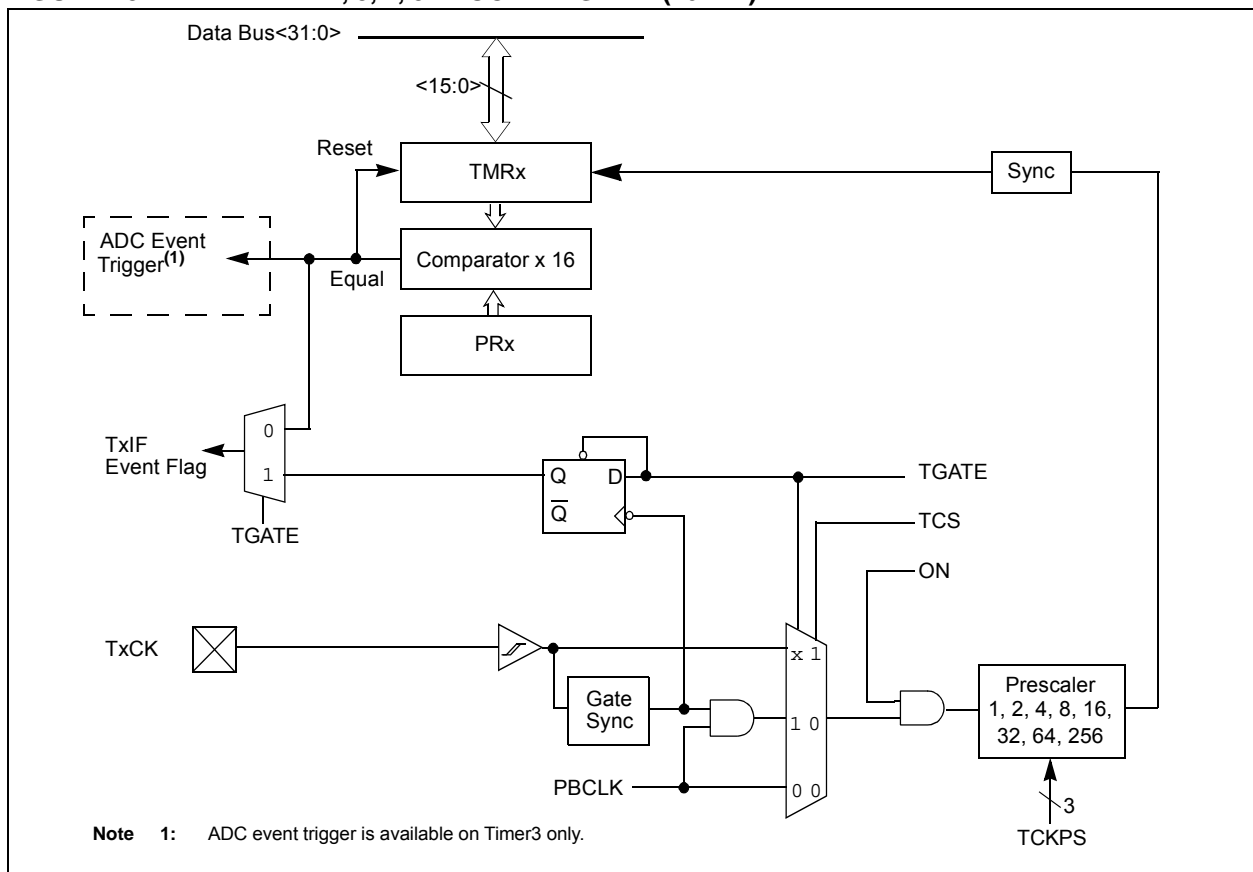 Data Bus<31:0>
<15:0>
Reset
TMRx
Sync
ADC Event
Trigger(1)
Equal
Comparator x 16
PRx
0
1
TxIF
Event Flag
TGATE
Q
D
Q
TGATE
TCS
ON
TxCK
x 1
Gate
Sync
1 0
Prescaler
1, 2, 4, 8, 16,
32, 64, 256
PBCLK
0 0
3
TCKPS
Note 1: ADC event trigger is available on Timer3 only.